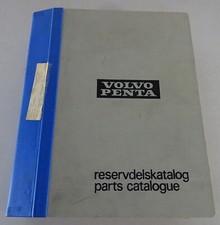 VOLVO
PENTA
reservdelskatalog
parts catalogue